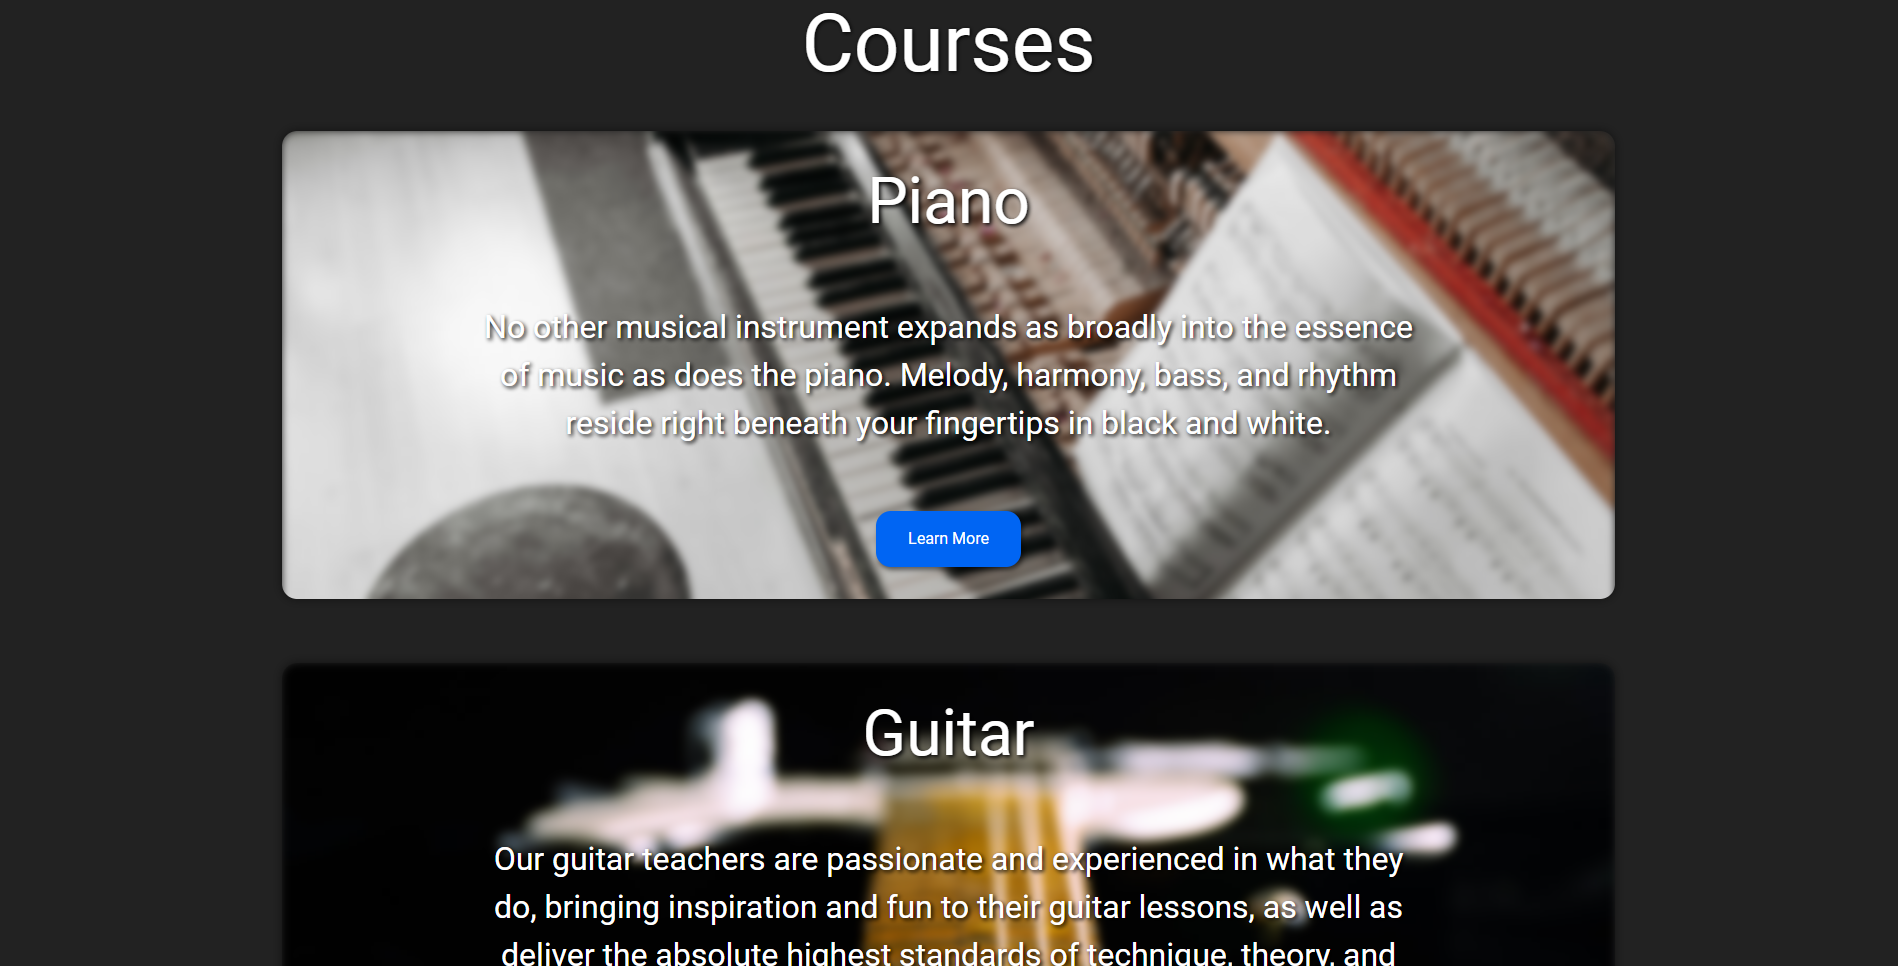 Courses
Piano
No other musical instrument expands as broadly into the essence
of music as does the piano. Melody, harmony, bass, and rhythm
reside right beneath your fingertips in black and white.
Learn More
Guitar
Our guitar teachers are passionate and experienced in what they
do, bringing inspiration and fun to their guitar lessons, as well as
deliver the absolute highest standards of technique, theory, and